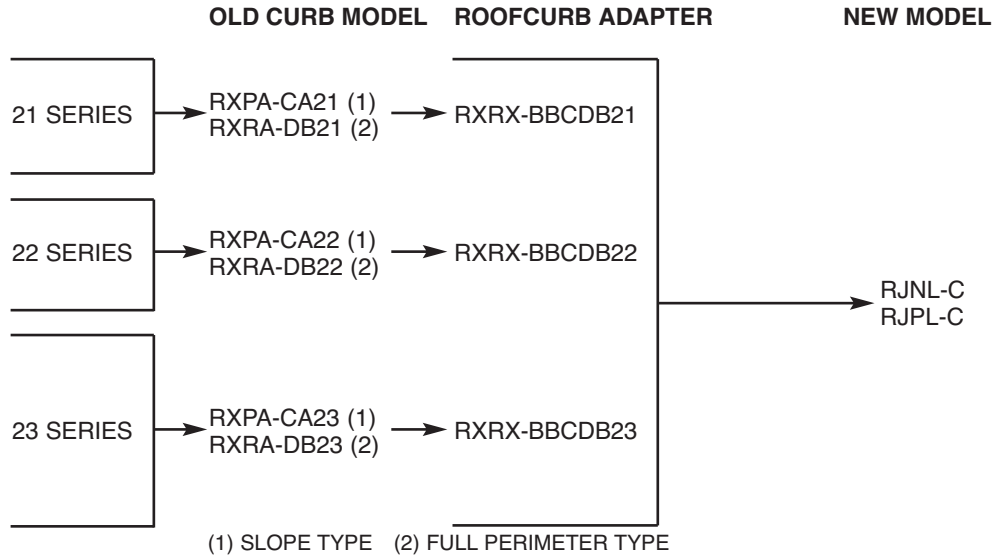 OLD CURB MODEL ROOFCURB ADAPTER NEW MODEL
21 SERIES
RXPA-CA21 (1)
RXRA-DB21 (2)
RXRX-BBCDB21
22 SERIES
RXPA-CA22 (1)
RXRA-DB22 (2)
RXRX-BBCDB22
RJNL-C
RJPL-C
23 SERIES
RXPA-CA23 (1)
RXRA-DB23 (2)
RXRX-BBCDB23
(1) SLOPE TYPE (2) FULL PERIMETER TYPE